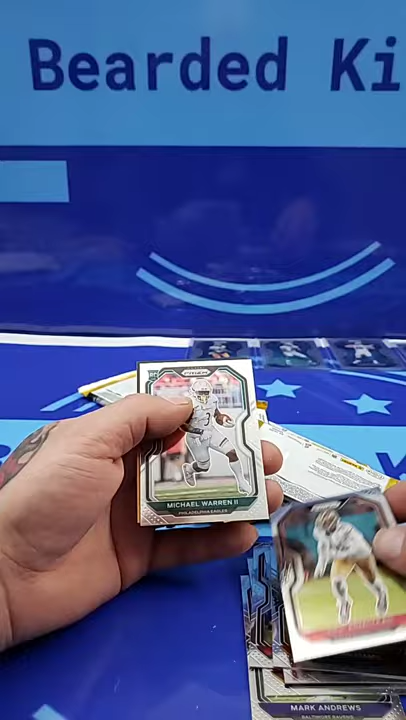 Bearded Ki
PRIZM
MICHAEL WARREN II
PHILADELPHIA EAGLES
MARK ANDREWS
BALTIMORE RAVENS